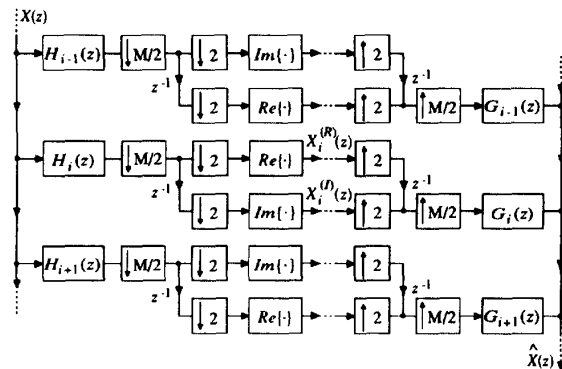 X(z)
H_{i-1}(z) ↓ M/2 ↓ 2 Im{·} ↑ 2
z^{-1} z^{-1}
↓ 2 Re{·} ↑ 2 ↑ M/2 G_{i-1}(z)
X_i^{(R)}(z)
H_i(z) ↓ M/2 ↓ 2 Re{·} ↑ 2
z^{-1} X_i^{(I)}(z) z^{-1}
↓ 2 Im{·} ↑ 2 ↑ M/2 G_i(z)
H_{i+1}(z) ↓ M/2 ↓ 2 Im{·} ↑ 2
z^{-1} z^{-1}
↓ 2 Re{·} ↑ 2 ↑ M/2 G_{i+1}(z)
X̂(z)